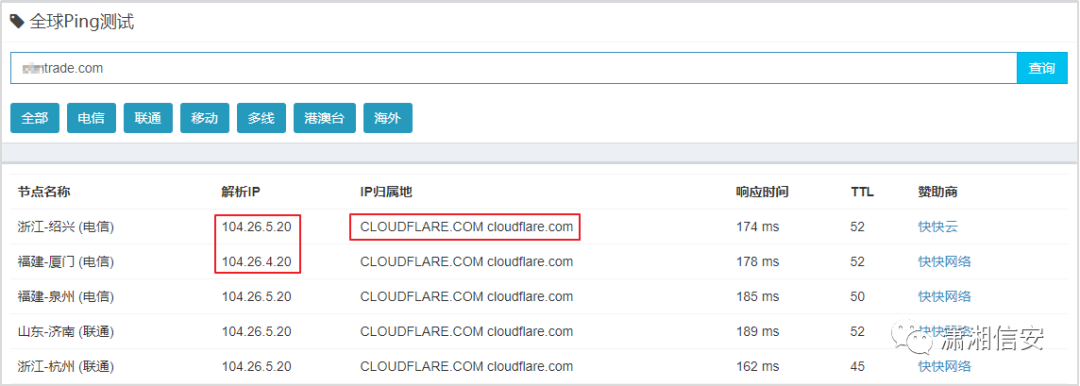 全球Ping测试
trade.com
查询
全部 电信 联通 移动 多线 港澳台 海外
节点名称 解析IP IP归属地 响应时间 TTL 赞助商
浙江-绍兴 (电信) 104.26.5.20 CLOUDFLARE.COM cloudflare.com 174 ms 52 快快云
福建-厦门 (电信) 104.26.4.20 CLOUDFLARE.COM cloudflare.com 178 ms 52 快快网络
福建-泉州 (电信) 104.26.5.20 CLOUDFLARE.COM cloudflare.com 185 ms 50 快快网络
山东-济南 (联通) 104.26.5.20 CLOUDFLARE.COM cloudflare.com 189 ms 52
潇湘信安
浙江-杭州 (联通) 104.26.5.20 CLOUDFLARE.COM cloudflare.com 162 ms 45 快快网络